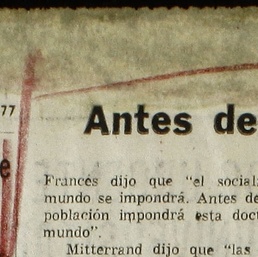 77
Antes de
e
Francés dijo que "el social
mundo se impondrá. Antes de
población impondrá esta doct
mundo".
Mitterrand dijo que "las